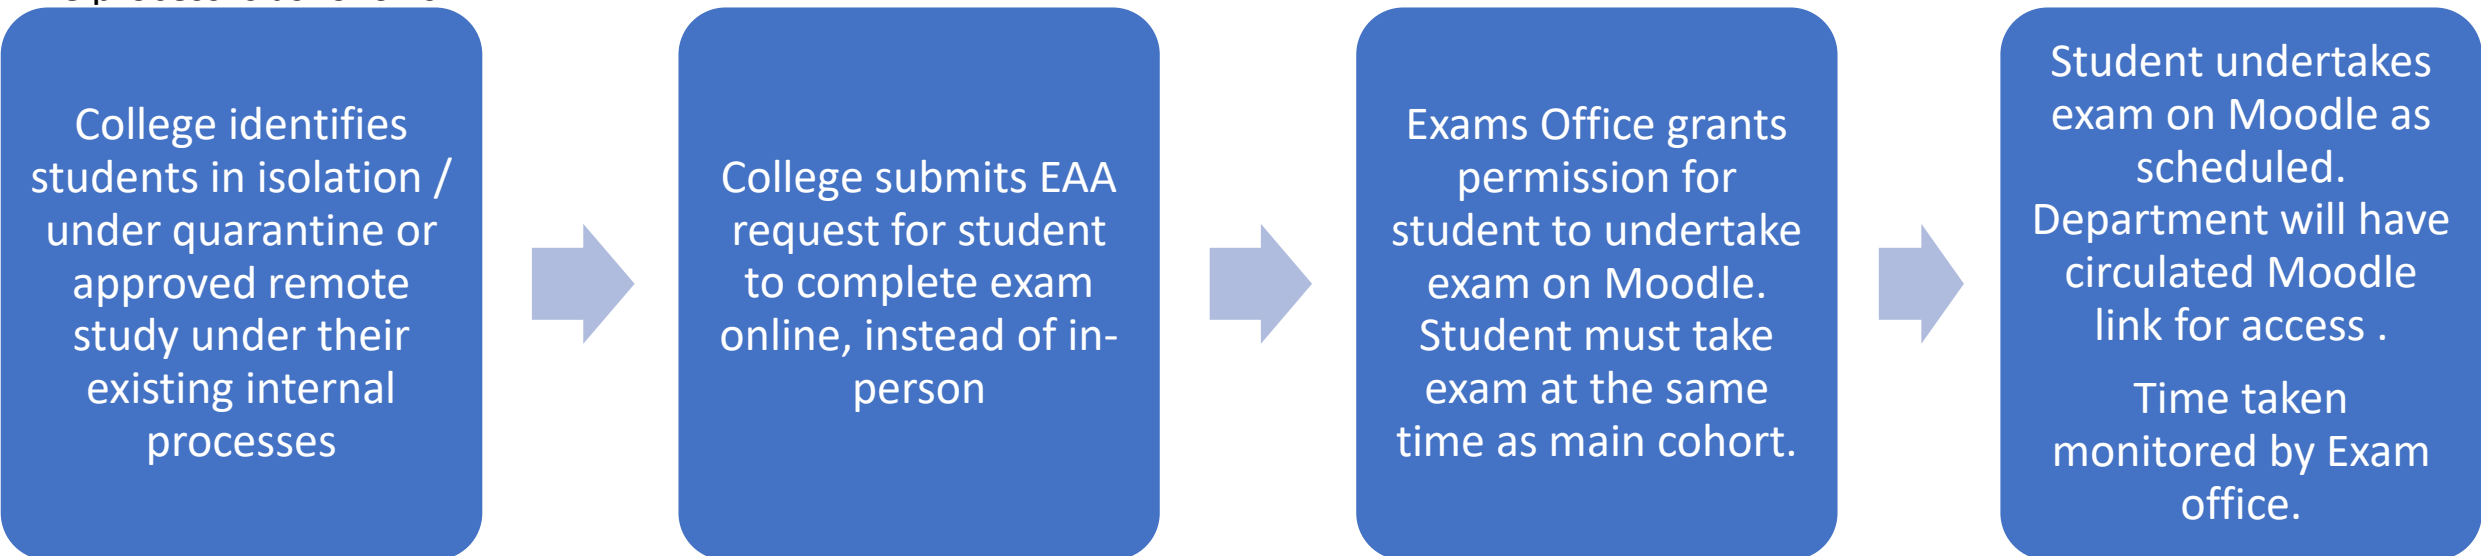 College identifies
students in isolation /
under quarantine or
approved remote
study under their
existing internal
processes
College submits EAA
request for student
to complete exam
online, instead of in-
person
Exams Office grants
permission for
student to undertake
exam on Moodle.
Student must take
exam at the same
time as main cohort.
Student undertakes
exam on Moodle as
scheduled.
Department will have
circulated Moodle
link for access .
Time taken
monitored by Exam
office.